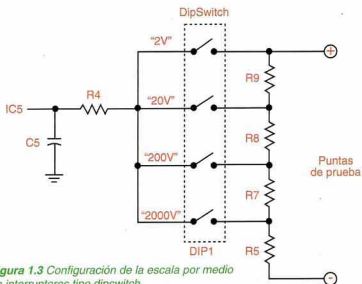 DipSwitch
"2V"
R9
R4
IC5
"20V"
R8
C5
"200V"
Puntas
de prueba
R7
"2000V"
R5
DIP1
gura 1.3 Configuración de la escala por medio
interruptores tipo dipswitch